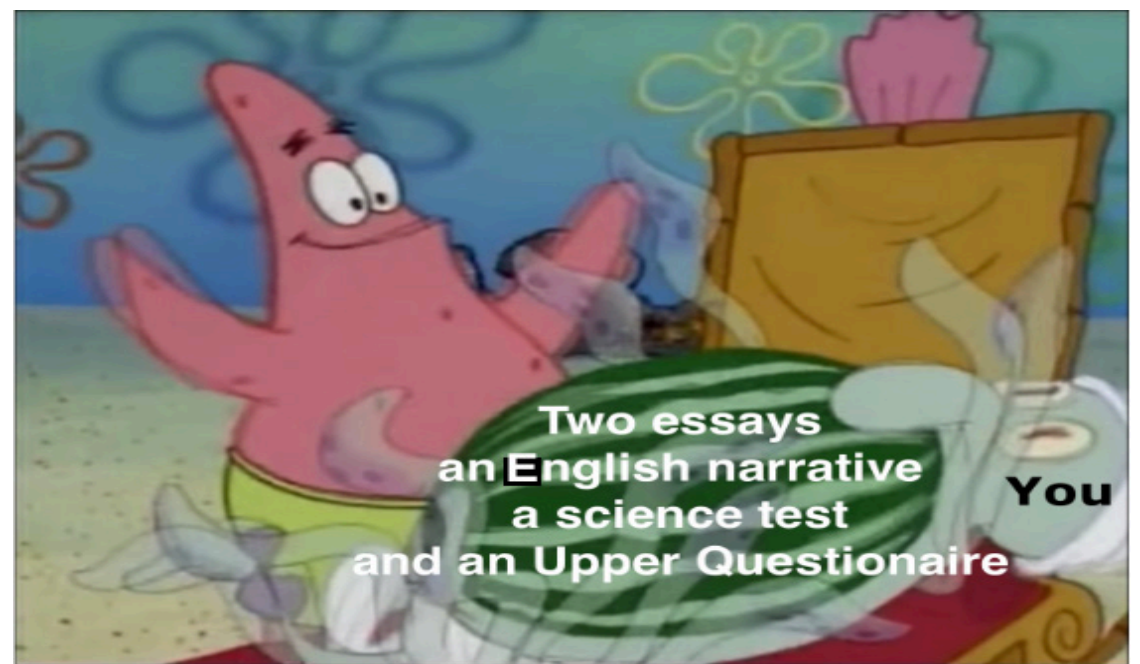 Two essays
an English narrative
a science test
and an Upper Questionaire
You